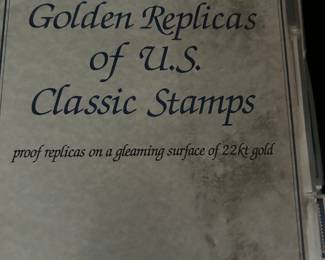 Golden Replicas
of U.S.
Classic Stamps
proof replicas on a gleaming surface of 22kt gold